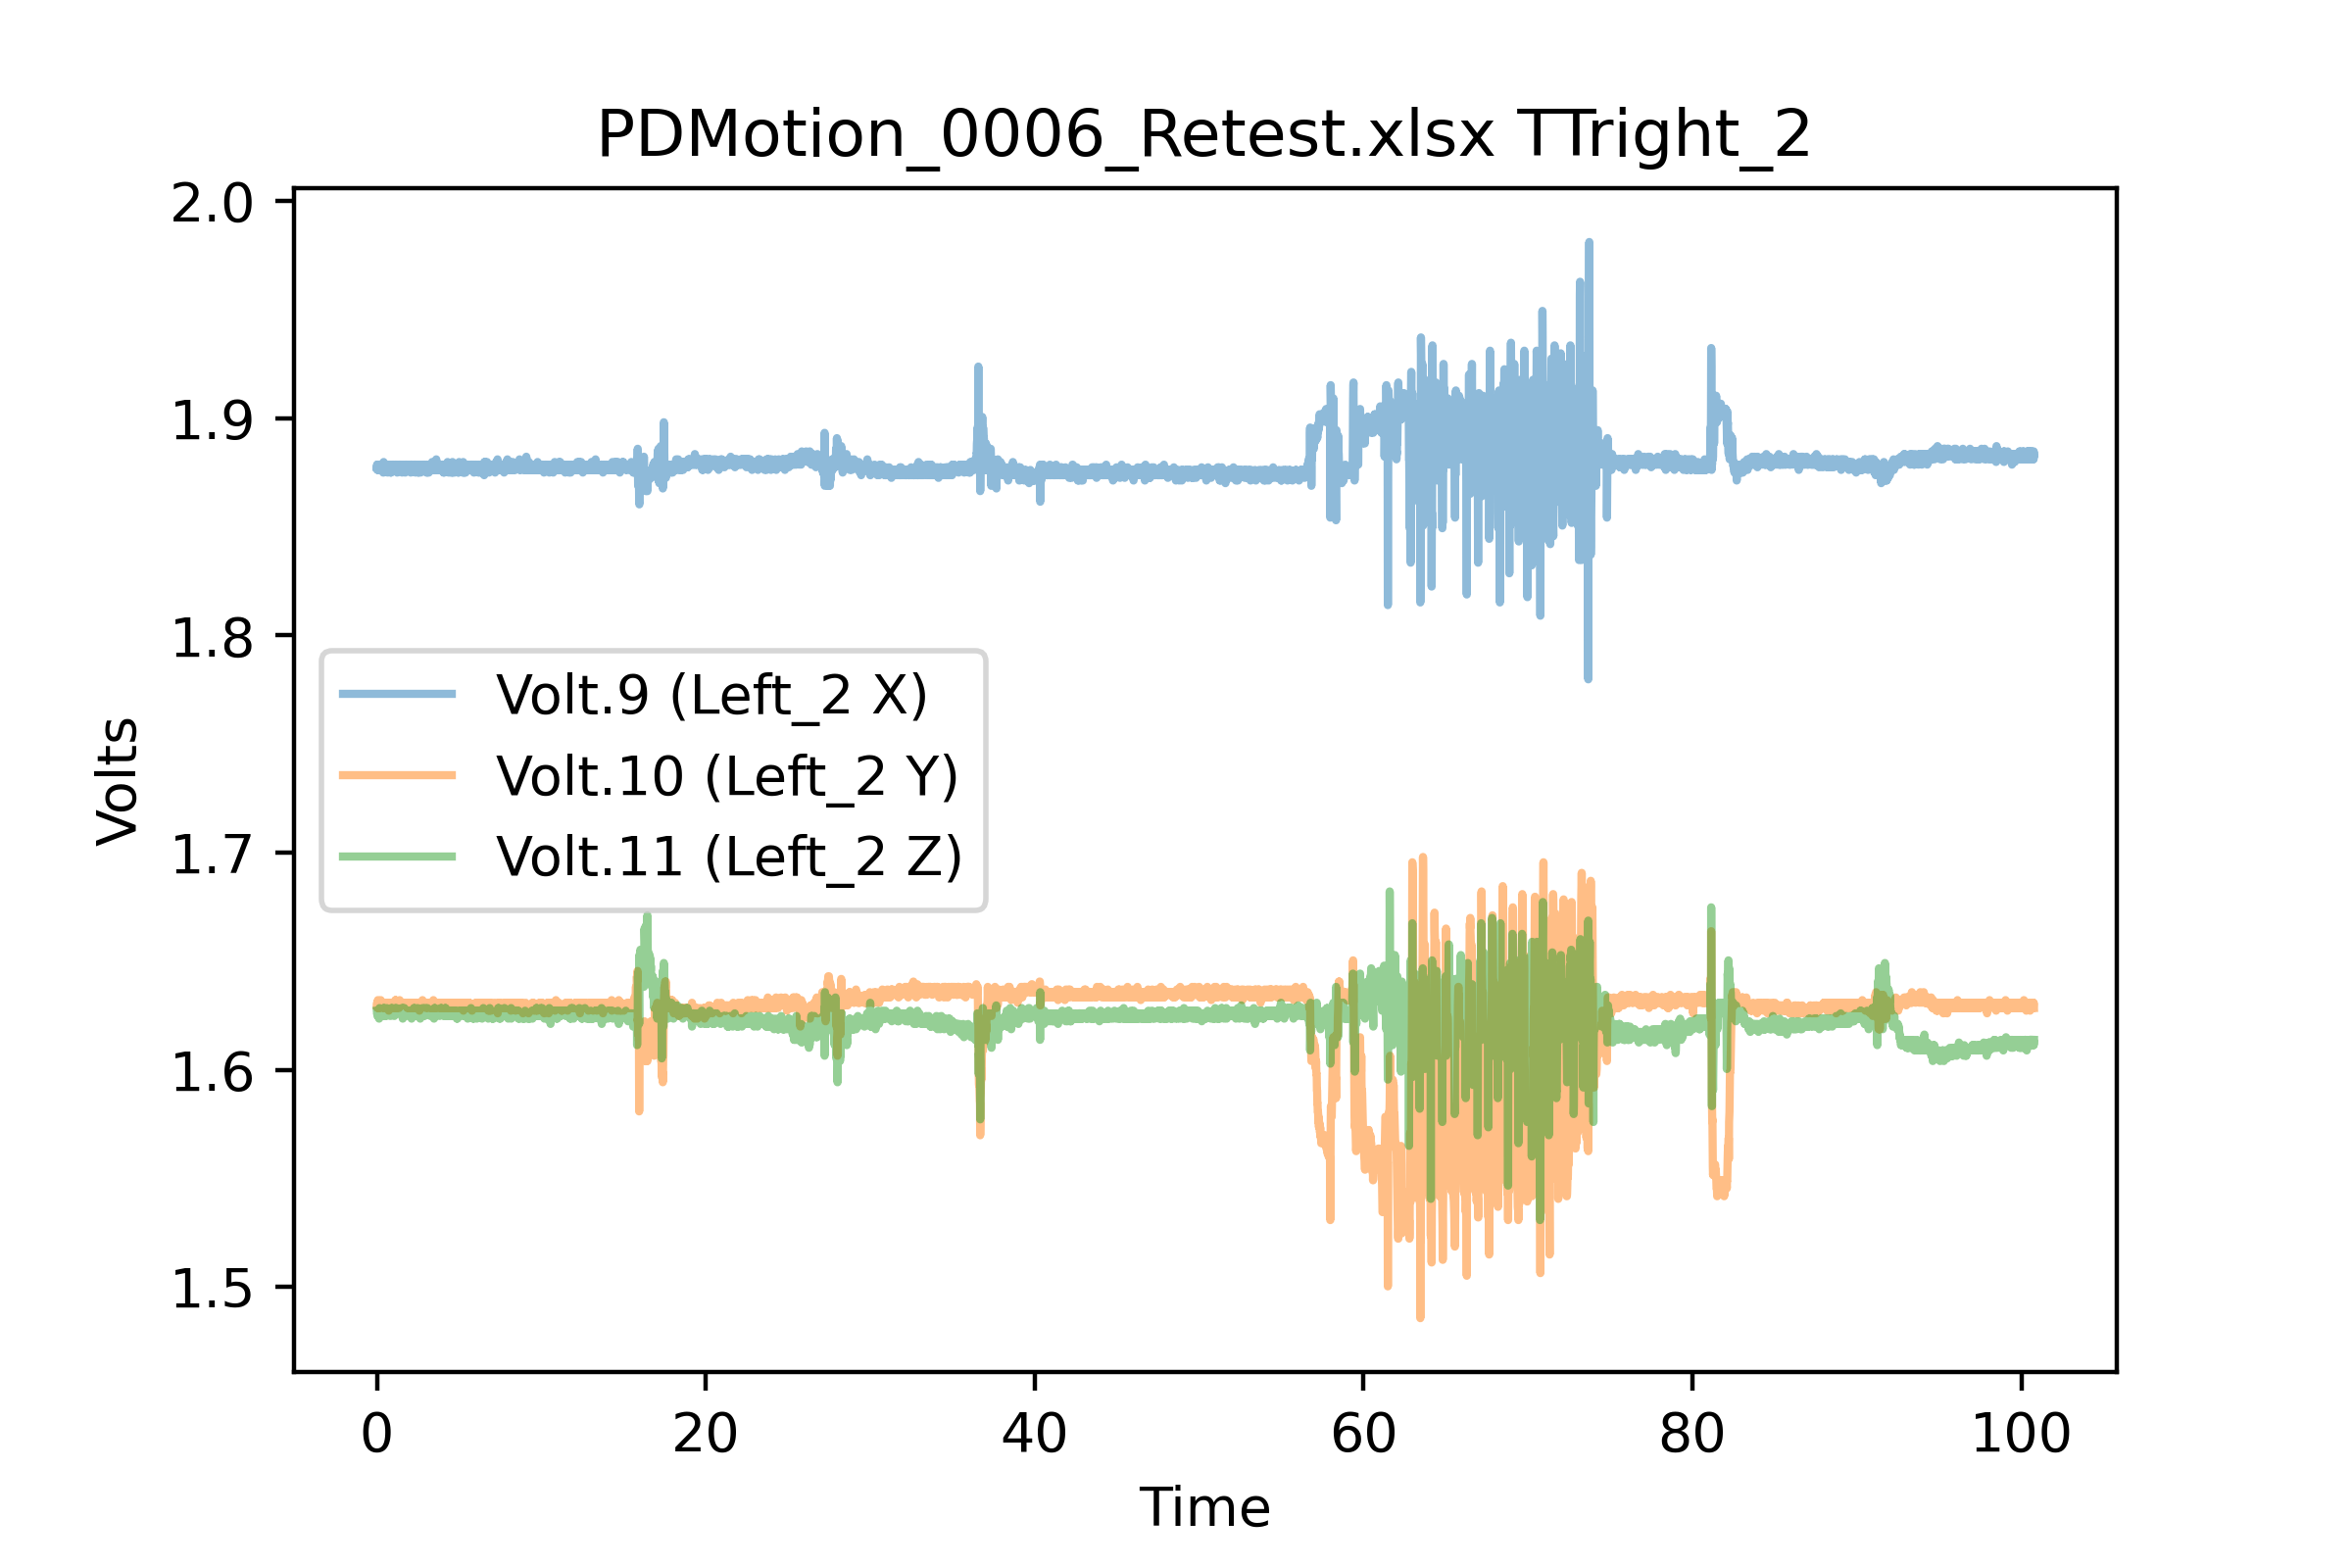 PDMotion_0006_Retest.xlsx TTright_2
2.0
1.9
1.8
1.7
1.6
1.5
Volts
Volt.9 (Left_2 X)
Volt.10 (Left_2 Y)
Volt.11 (Left_2 Z)
0 20 40 60 80 100
Time